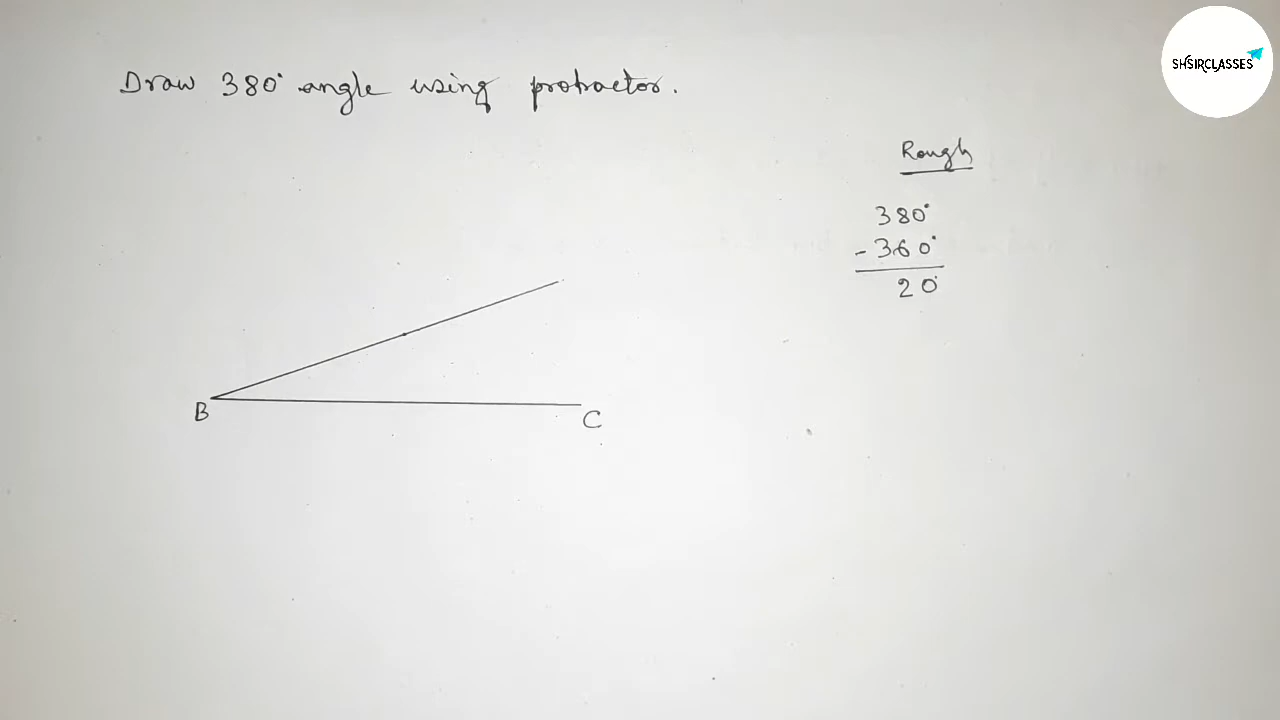 Draw 380° angle using protractor.
SHSIRCLASSES
Rough
380°
- 360°
20°
B
C